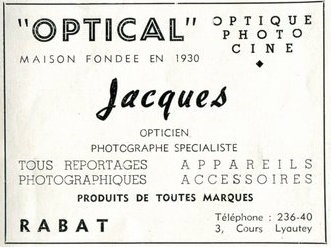 "OPTICAL"
OPTIQUE
PHOTO
CINE
MAISON FONDEE EN 1930
Jacques
OPTICIEN
PHOTOGRAPHE SPECIALISTE
TOUS REPORTAGES APPAREILS
PHOTOGRAPHIQUES ACCESSOIRES
PRODUITS DE TOUTES MARQUES
RABAT
Téléphone : 236-40
3, Cours Lyautey